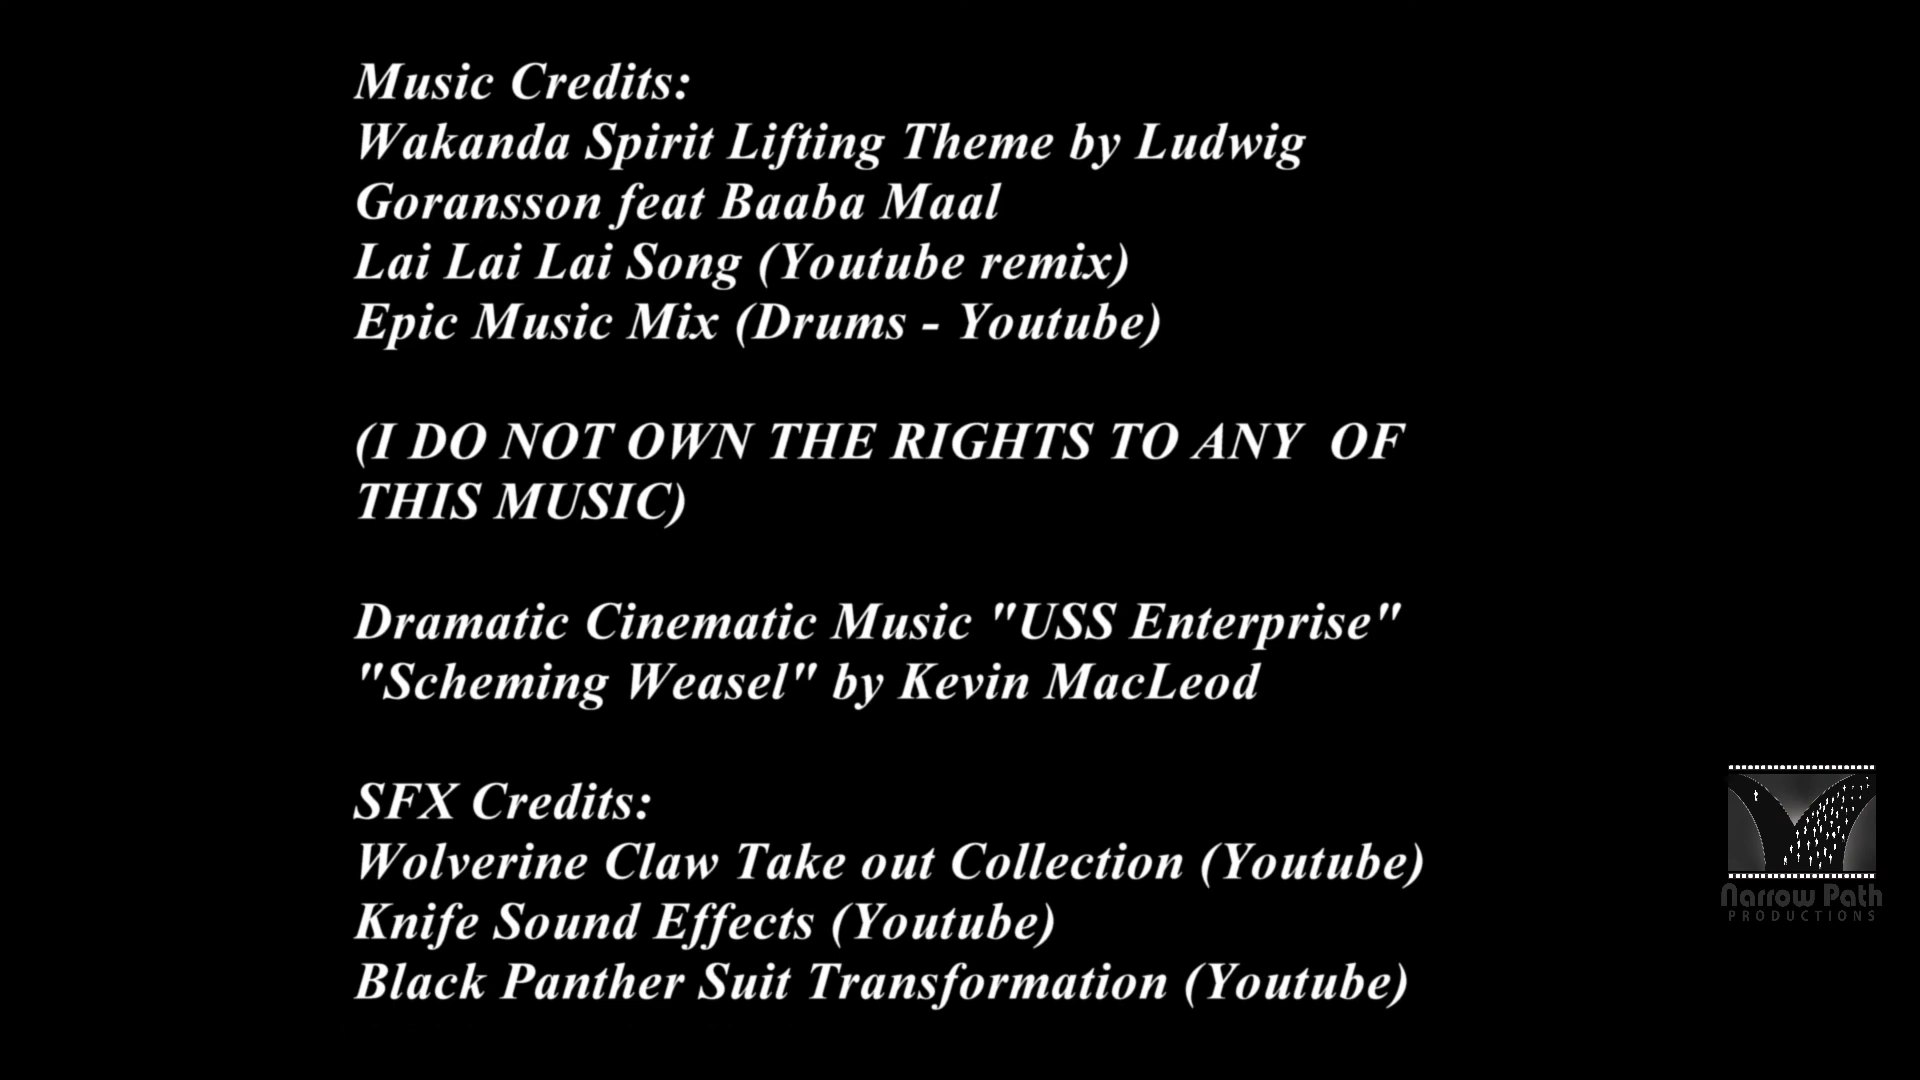 Music Credits:
Wakanda Spirit Lifting Theme by Ludwig
Goransson feat Baaba Maal
Lai Lai Lai Song (Youtube remix)
Epic Music Mix (Drums - Youtube)
(I DO NOT OWN THE RIGHTS TO ANY  OF
THIS MUSIC)
Dramatic Cinematic Music "USS Enterprise"
"Scheming Weasel" by Kevin MacLeod
SFX Credits:
Wolverine Claw Take out Collection (Youtube)
Knife Sound Effects (Youtube)
Black Panther Suit Transformation (Youtube)
Narrow Path
PRODUCTIONS